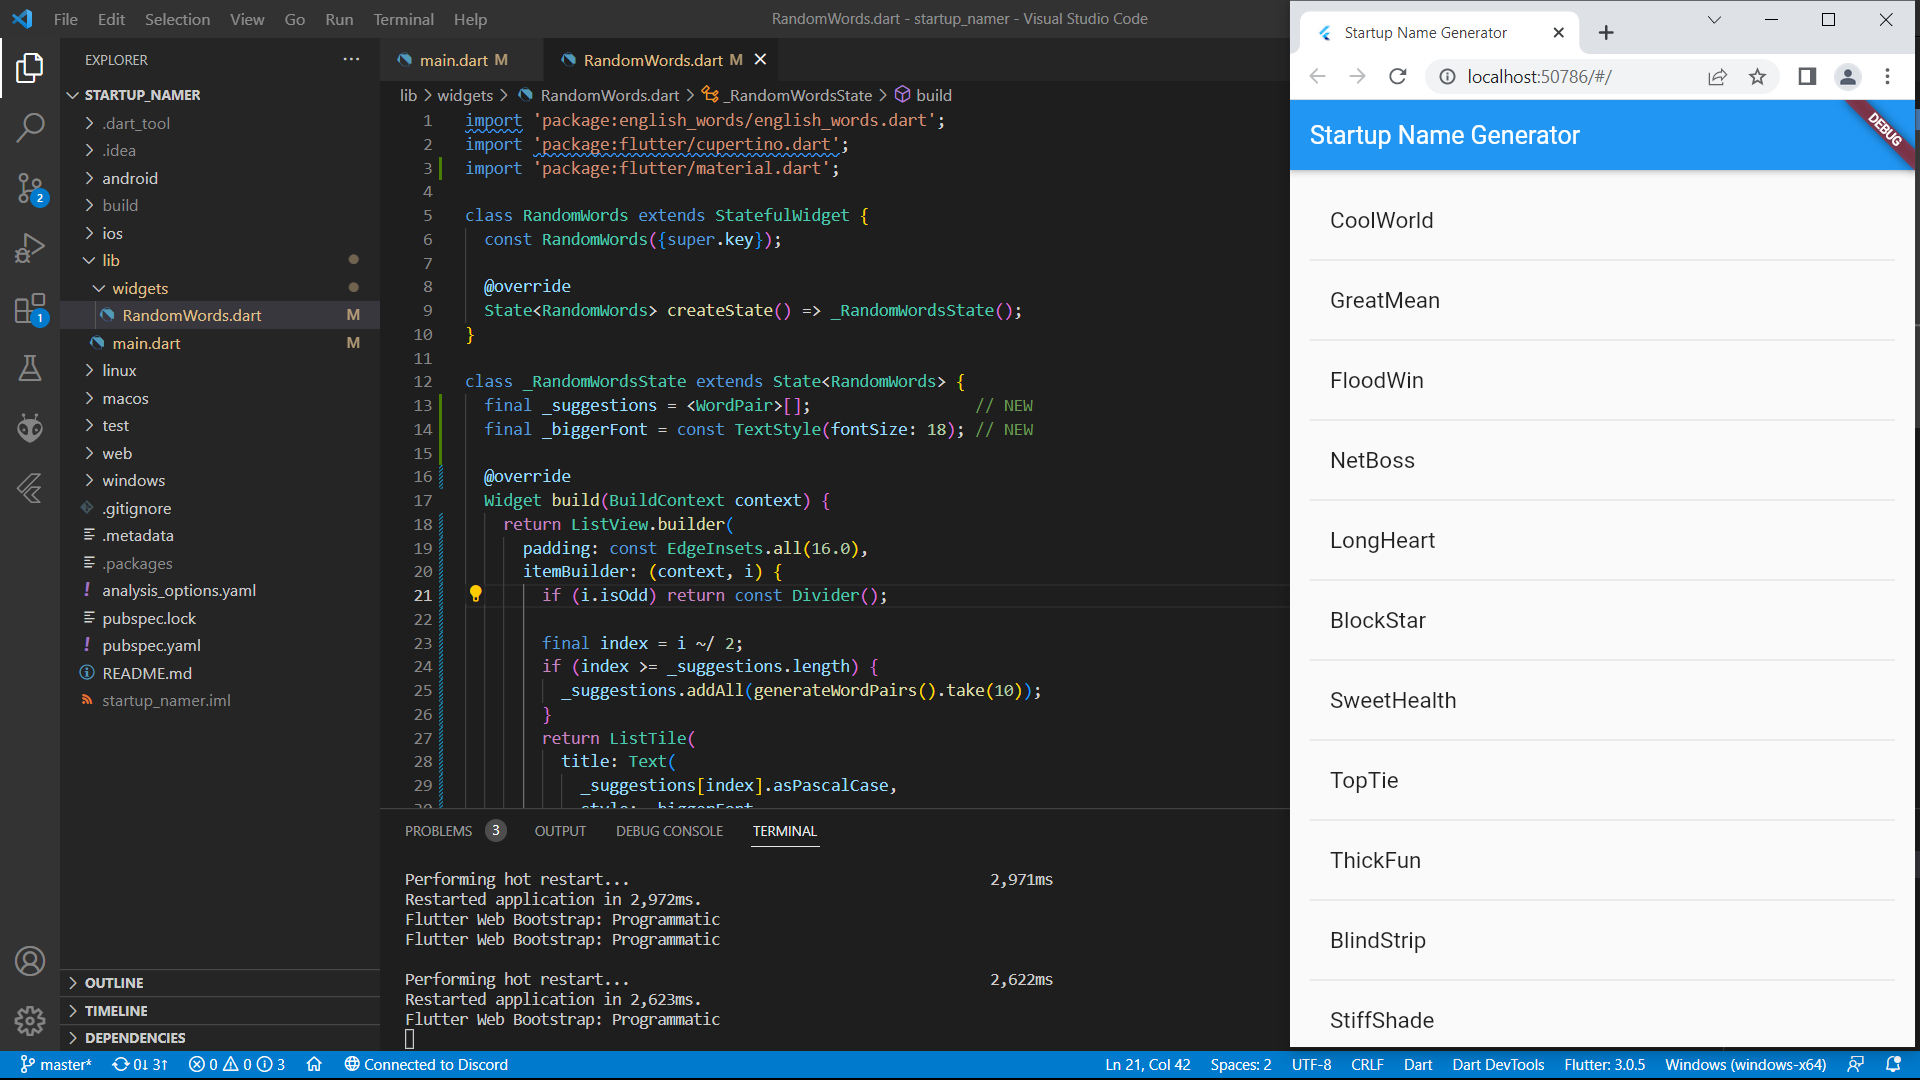 File Edit Selection View Go Run Terminal Help
RandomWords.dart - startup_namer - Visual Studio Code
EXPLORER
STARTUP_NAMER
.dart_tool
.idea
android
build
ios
lib
widgets
RandomWords.dart M
main.dart M
linux
macos
test
web
windows
.gitignore
.metadata
.packages
analysis_options.yaml
pubspec.lock
pubspec.yaml
README.md
startup_namer.iml
OUTLINE
TIMELINE
DEPENDENCIES
2
1
main.dart M
RandomWords.dart M
lib > widgets > RandomWords.dart > _RandomWordsState > build
1 import 'package:english_words/english_words.dart';
2 import 'package:flutter/cupertino.dart';
3 import 'package:flutter/material.dart';
4
5 class RandomWords extends StatefulWidget {
6 const RandomWords({super.key});
7
8 @override
9 State<RandomWords> createState() => _RandomWordsState();
10 }
11
12 class _RandomWordsState extends State<RandomWords> {
13 final _suggestions = <WordPair>[]; // NEW
14 final _biggerFont = const TextStyle(fontSize: 18); // NEW
15
16 @override
17 Widget build(BuildContext context) {
18 return ListView.builder(
19 padding: const EdgeInsets.all(16.0),
20 itemBuilder: (context, i) {
21 if (i.isOdd) return const Divider();
22
23 final index = i ~/ 2;
24 if (index >= _suggestions.length) {
25 _suggestions.addAll(generateWordPairs().take(10));
26 }
27 return ListTile(
28 title: Text(
29 _suggestions[index].asPascalCase,
PROBLEMS 3 OUTPUT DEBUG CONSOLE TERMINAL
Performing hot restart... 2,971ms
Restarted application in 2,972ms.
Flutter Web Bootstrap: Programmatic
Flutter Web Bootstrap: Programmatic
Performing hot restart... 2,622ms
Restarted application in 2,623ms.
Flutter Web Bootstrap: Programmatic
master* 0↓ 3↑ 0 0 3 Connected to Discord
Ln 21, Col 42 Spaces: 2 UTF-8 CRLF Dart Dart DevTools Flutter: 3.0.5 Windows (windows-x64)
Startup Name Generator
localhost:50786/#/
Startup Name Generator
DEBUG
CoolWorld
GreatMean
FloodWin
NetBoss
LongHeart
BlockStar
SweetHealth
TopTie
ThickFun
BlindStrip
StiffShade